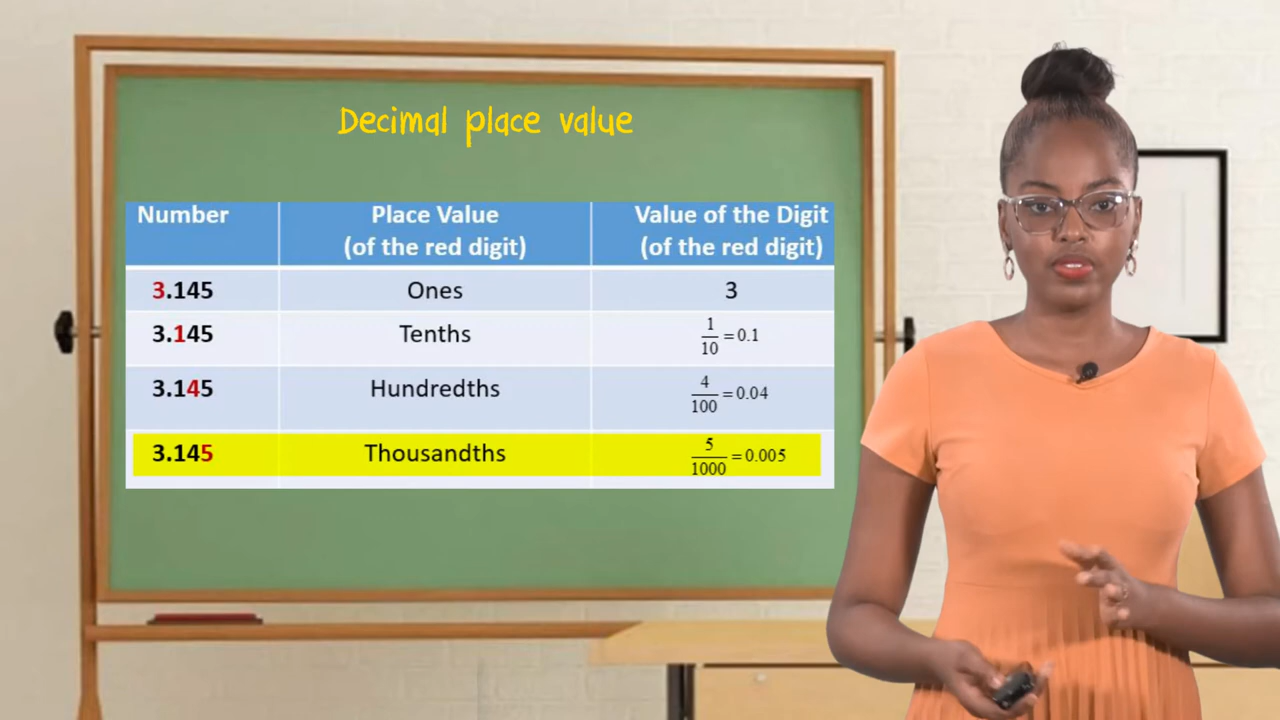 Decimal place value
Number Place Value Value of the Digit
(of the red digit) (of the red digit)
3.145 Ones 3
3.145 Tenths 1/10 = 0.1
3.145 Hundredths 4/100 = 0.04
3.145 Thousandths 5/1000 = 0.005